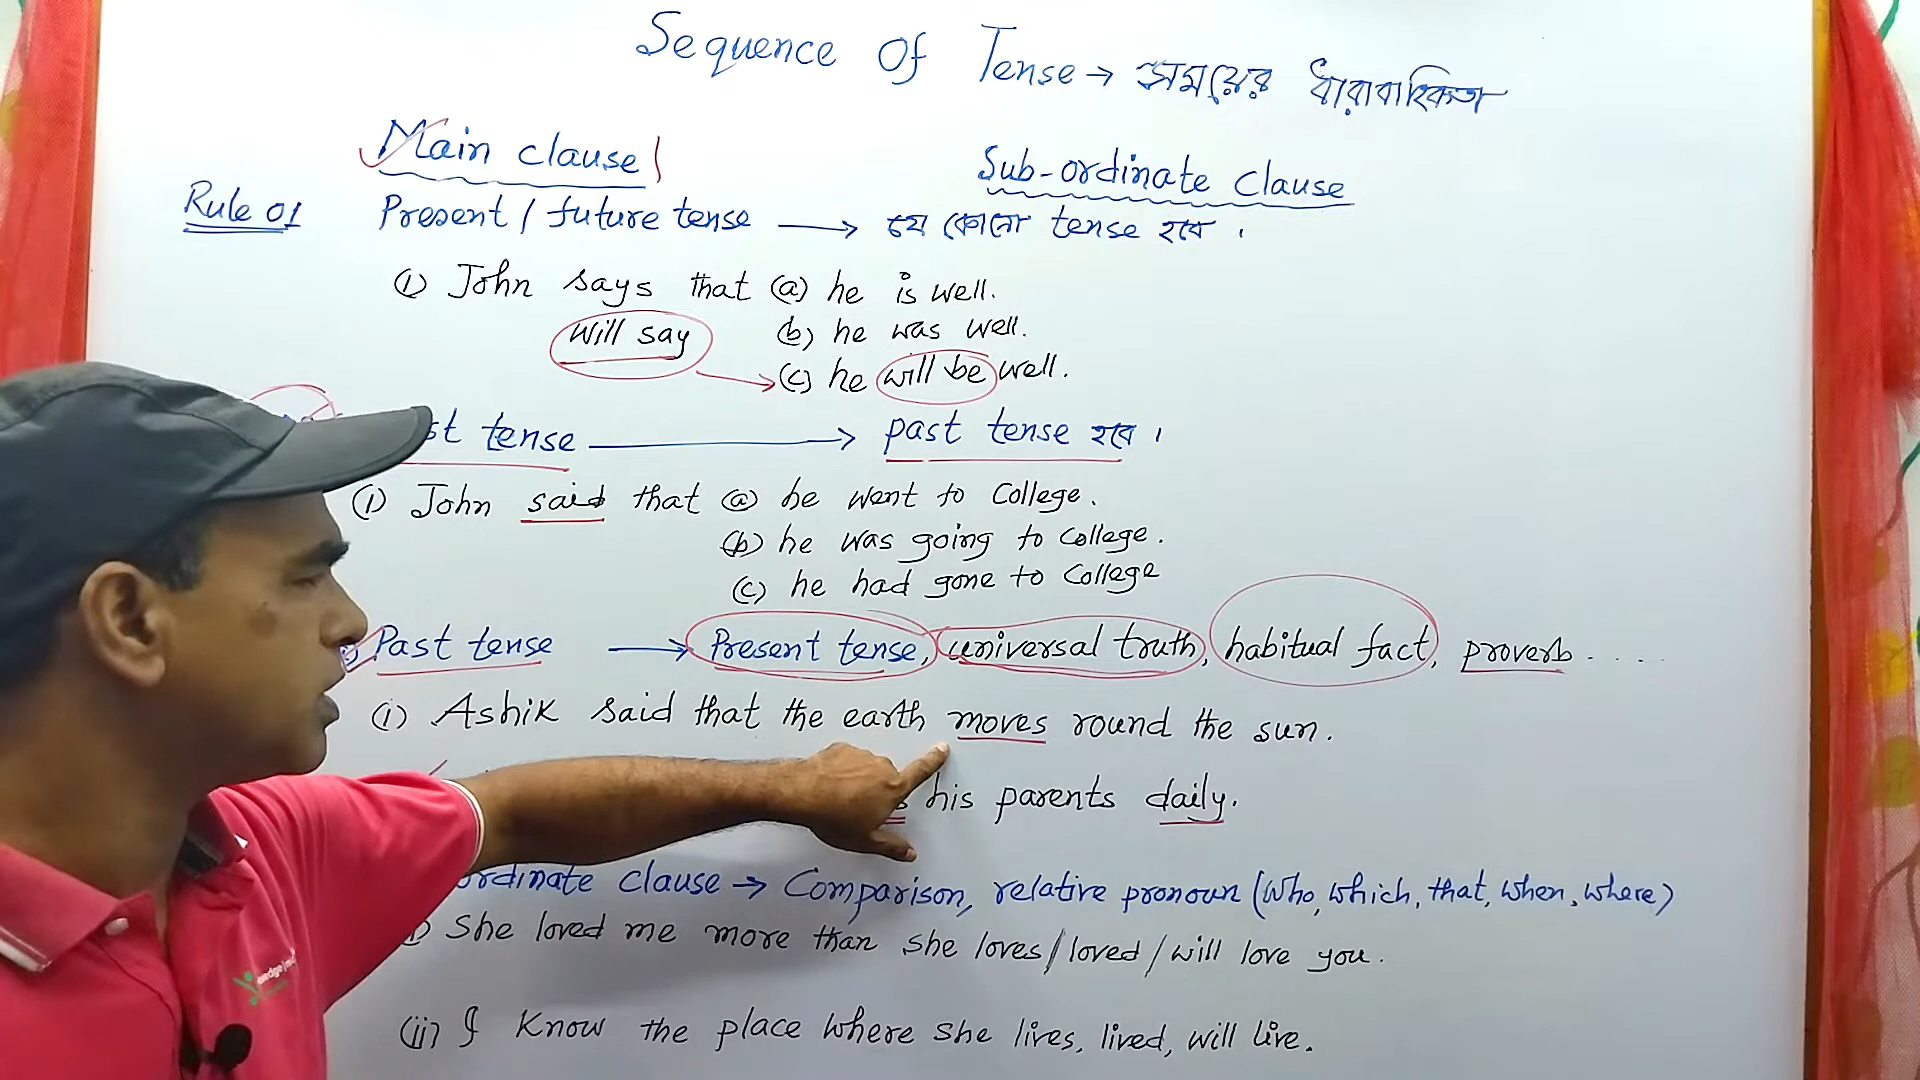 Sequence Of Tense → সময়ের ধারাবাহিকতা
Main clause
Sub-ordinate Clause
Rule 01
Present / future tense → যে কোনো tense হবে।
(i) John says that (a) he is well.
will say (b) he was well.
(c) he will be well.
st tense → past tense হবে।
(i) John said that (a) he went to College.
(b) he was going to College.
(c) he had gone to College
Past tense → Present tense, universal truth, habitual fact, proverb .....
(i) Ashik said that the earth moves round the sun.
his parents daily.
ordinate clause → Comparison, relative pronoun (who, which, that, when, where)
She loved me more than she loves/loved/will love you.
(ii) I know the place where she lives, lived, will live.